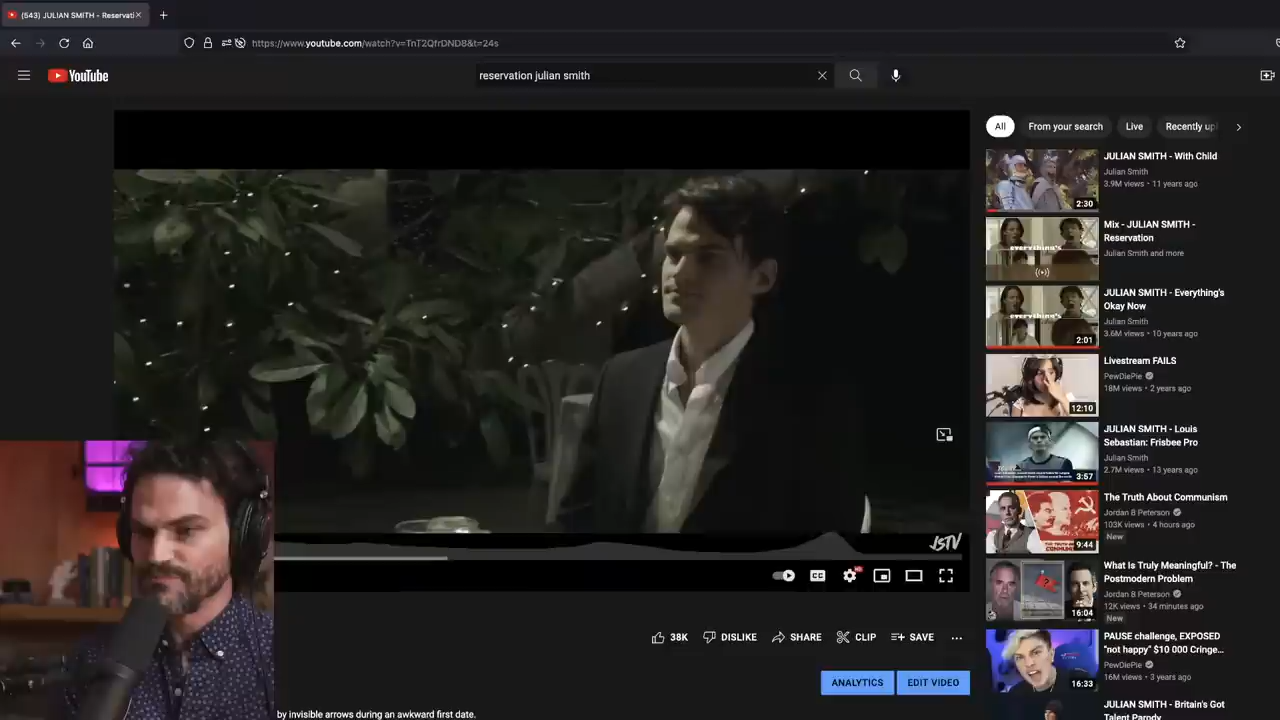 (543) JULIAN SMITH - Reservati
https://www.youtube.com/watch?v=TnT2QfrDND8&t=24s
YouTube
reservation julian smith
All
From your search
Live
Recently upl
JULIAN SMITH - With Child
Julian Smith
3.9M views • 11 years ago
2:30
Mix - JULIAN SMITH -
Reservation
Julian Smith and more
JULIAN SMITH - Everything's
Okay Now
Julian Smith
3.6M views • 10 years ago
2:01
Livestream FAILS
PewDiePie
18M views • 2 years ago
12:10
JULIAN SMITH - Louis
Sebastian: Frisbee Pro
Julian Smith
2.7M views • 13 years ago
3:57
The Truth About Communism
Jordan B Peterson
103K views • 4 hours ago
New
9:44
What Is Truly Meaningful? - The
Postmodern Problem
Jordan B Peterson
12K views • 34 minutes ago
New
16:04
PAUSE challenge, EXPOSED
"not happy" $10 000 Cringe...
PewDiePie
16M views • 3 years ago
16:33
JULIAN SMITH - Britain's Got
Talent Parody
JSTV
CC
HD
38K
DISLIKE
SHARE
CLIP
SAVE
ANALYTICS
EDIT VIDEO
by invisible arrows during an awkward first date.